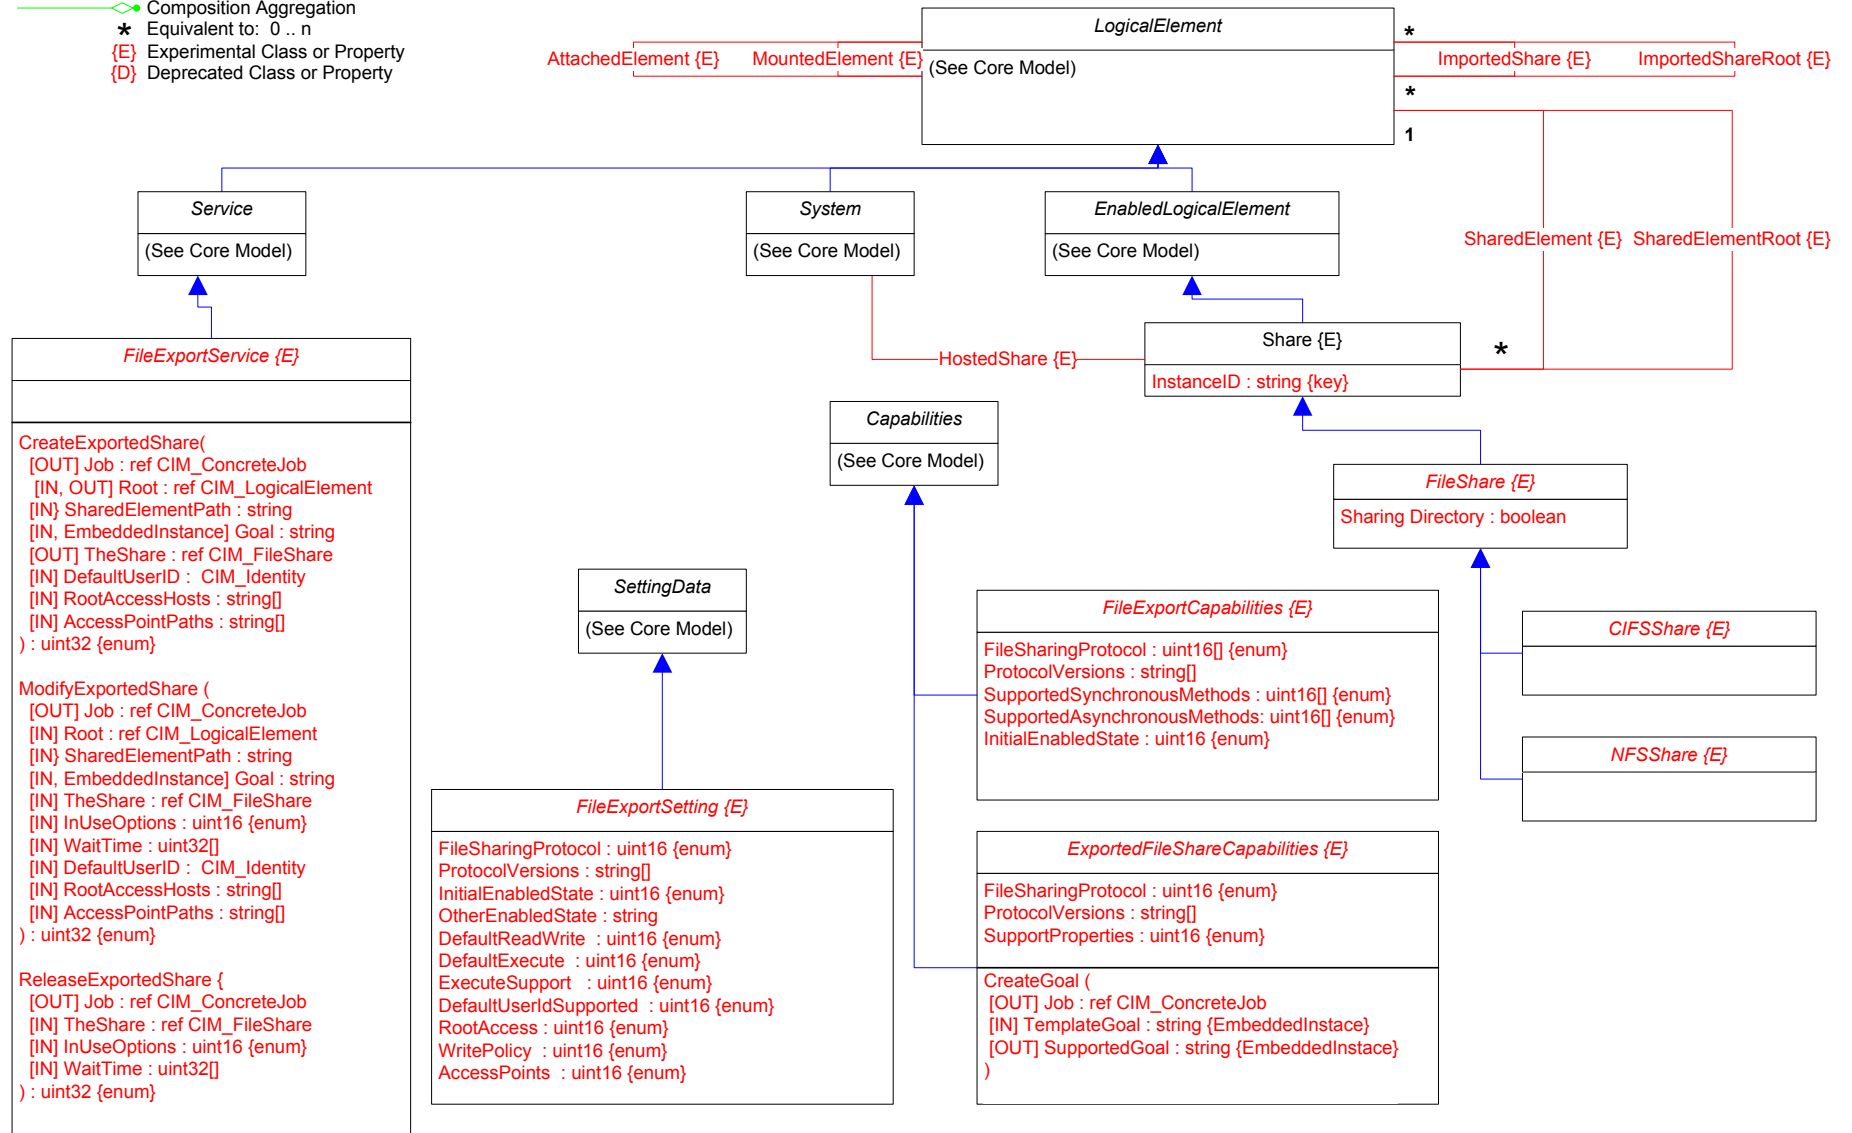 Composition Aggregation
* Equivalent to: 0 .. n
{E} Experimental Class or Property
{D} Deprecated Class or Property
LogicalElement
(See Core Model)
AttachedElement {E}
MountedElement {E}
*
ImportedShare {E}
ImportedShareRoot {E}
*
1
Service
(See Core Model)
System
(See Core Model)
EnabledLogicalElement
(See Core Model)
SharedElement {E}
SharedElementRoot {E}
HostedShare {E}
Share {E}
InstanceID : string {key}
*
FileExportService {E}
CreateExportedShare(
[OUT] Job : ref CIM_ConcreteJob
[IN, OUT] Root : ref CIM_LogicalElement
[IN} SharedElementPath : string
[IN, EmbeddedInstance] Goal : string
[OUT] TheShare : ref CIM_FileShare
[IN] DefaultUserID :  CIM_Identity
[IN] RootAccessHosts : string[]
[IN] AccessPointPaths : string[]
) : uint32 {enum}
ModifyExportedShare (
[OUT] Job : ref CIM_ConcreteJob
[IN] Root : ref CIM_LogicalElement
[IN} SharedElementPath : string
[IN, EmbeddedInstance] Goal : string
[IN] TheShare : ref CIM_FileShare
[IN] InUseOptions : uint16 {enum}
[IN] WaitTime : uint32[]
[IN] DefaultUserID :  CIM_Identity
[IN] RootAccessHosts : string[]
[IN] AccessPointPaths : string[]
) : uint32 {enum}
ReleaseExportedShare {
[OUT] Job : ref CIM_ConcreteJob
[IN] TheShare : ref CIM_FileShare
[IN] InUseOptions : uint16 {enum}
[IN] WaitTime : uint32[]
) : uint32 {enum}
Capabilities
(See Core Model)
FileShare {E}
Sharing Directory : boolean
SettingData
(See Core Model)
FileExportCapabilities {E}
FileSharingProtocol : uint16[] {enum}
ProtocolVersions : string[]
SupportedSynchronousMethods : uint16[] {enum}
SupportedAsynchronousMethods: uint16[] {enum}
InitialEnabledState : uint16 {enum}
CIFSShare {E}
NFSShare {E}
FileExportSetting {E}
FileSharingProtocol : uint16 {enum}
ProtocolVersions : string[]
InitialEnabledState : uint16 {enum}
OtherEnabledState : string
DefaultReadWrite  : uint16 {enum}
DefaultExecute  : uint16 {enum}
ExecuteSupport   : uint16 {enum}
DefaultUserIdSupported  : uint16 {enum}
RootAccess : uint16 {enum}
WritePolicy  : uint16 {enum}
AccessPoints  : uint16 {enum}
ExportedFileShareCapabilities {E}
FileSharingProtocol : uint16 {enum}
ProtocolVersions : string[]
SupportProperties : uint16 {enum}
CreateGoal (
[OUT] Job : ref CIM_ConcreteJob
[IN] TemplateGoal : string {EmbeddedInstace}
[OUT] SupportedGoal : string {EmbeddedInstace}
)